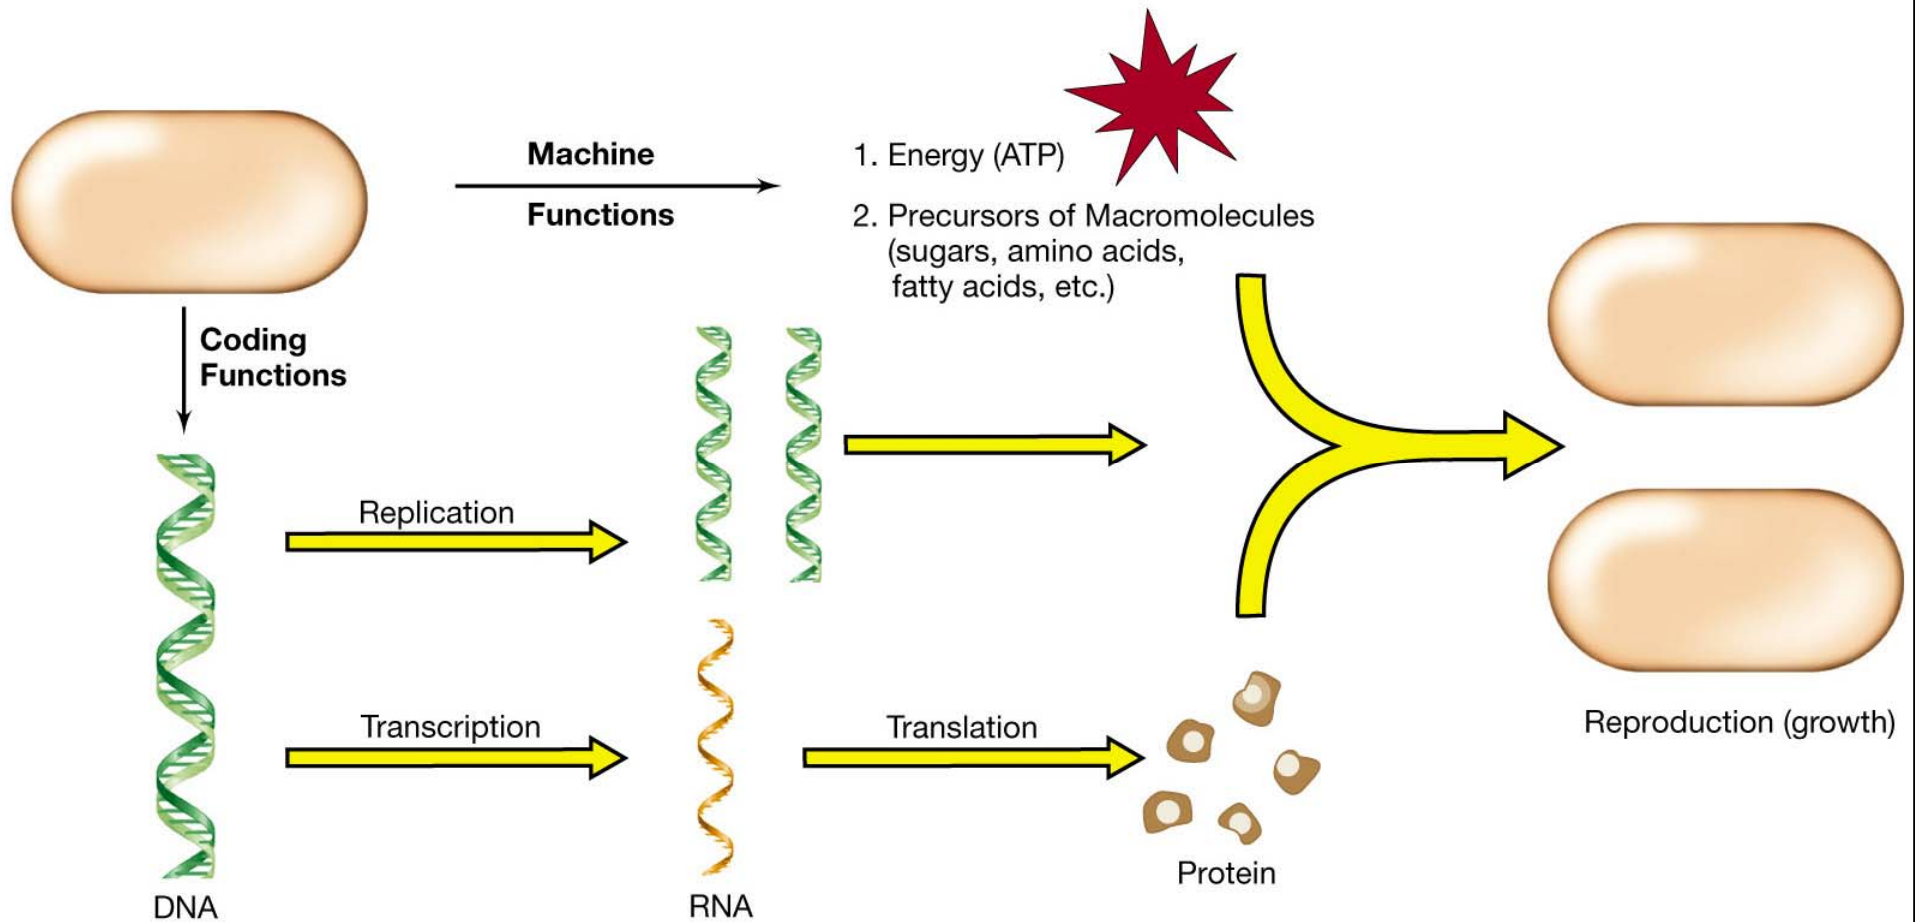 Machine
Functions
1. Energy (ATP)
2. Precursors of Macromolecules
(sugars, amino acids,
fatty acids, etc.)
Coding
Functions
Replication
Transcription
Translation
Reproduction (growth)
Protein
DNA
RNA